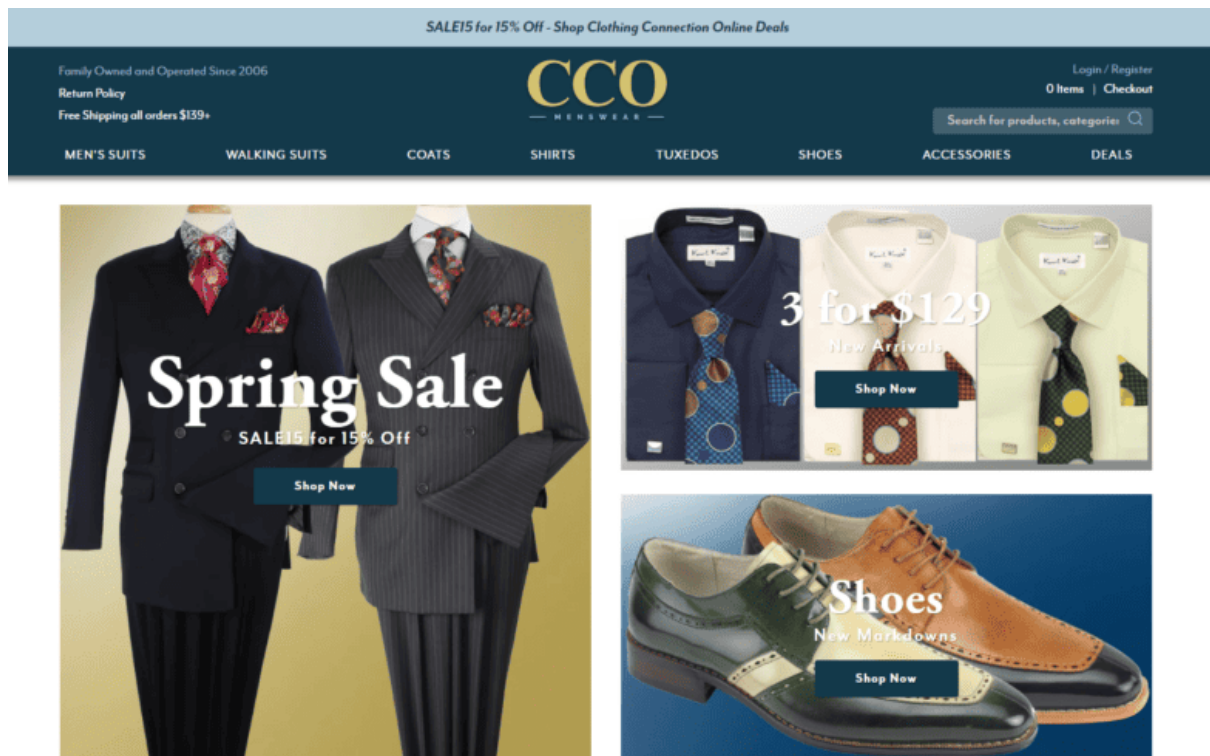 SALE15 for 15% Off - Shop Clothing Connection Online Deals
Family Owned and Operated Since 2006
Return Policy
Free Shipping all orders $139+
CCO
MENSWEAR
Login / Register
0 Items | Checkout
Search for products, categories
MEN'S SUITS
WALKING SUITS
COATS
SHIRTS
TUXEDOS
SHOES
ACCESSORIES
DEALS
Spring Sale
SALE15 for 15% Off
Shop Now
3 for $129
New Arrivals
Shop Now
Shoes
New Markdowns
Shop Now